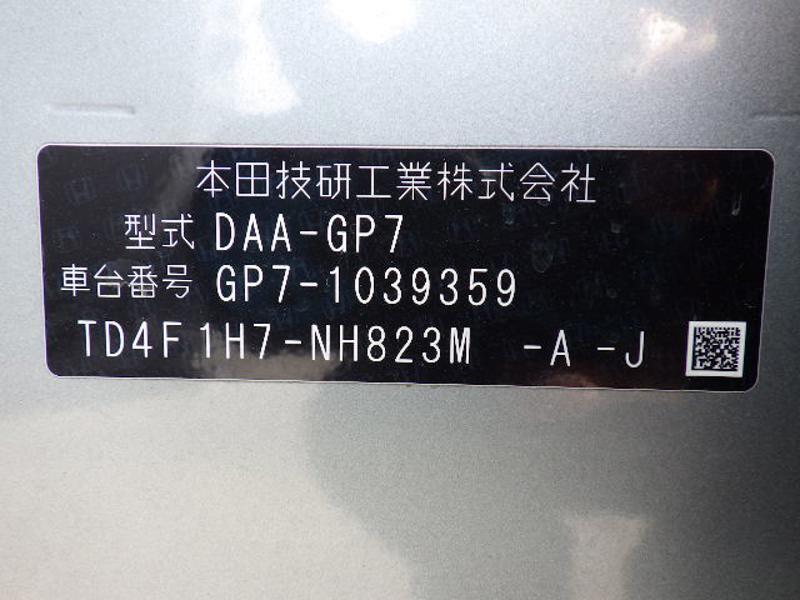 本田技研工業株式会社
型式 DAA-GP7
車台番号 GP7-1039359
TD4F1H7-NH823M -A -J